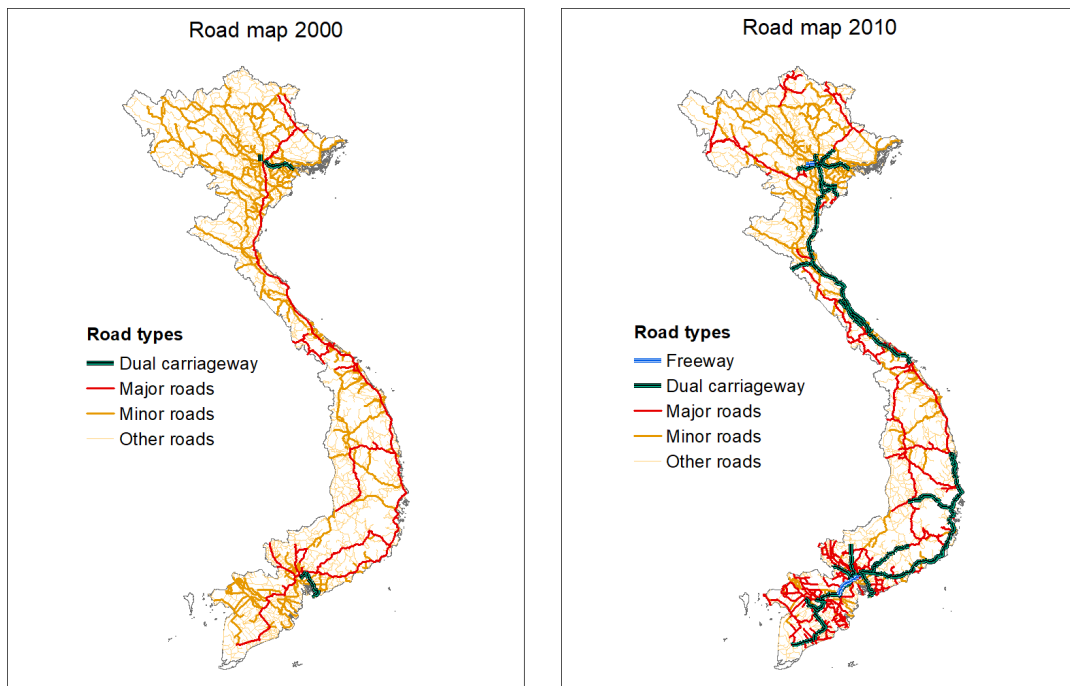 Road map 2000
Road types
Dual carriageway
Major roads
Minor roads
Other roads
Road map 2010
Road types
Freeway
Dual carriageway
Major roads
Minor roads
Other roads